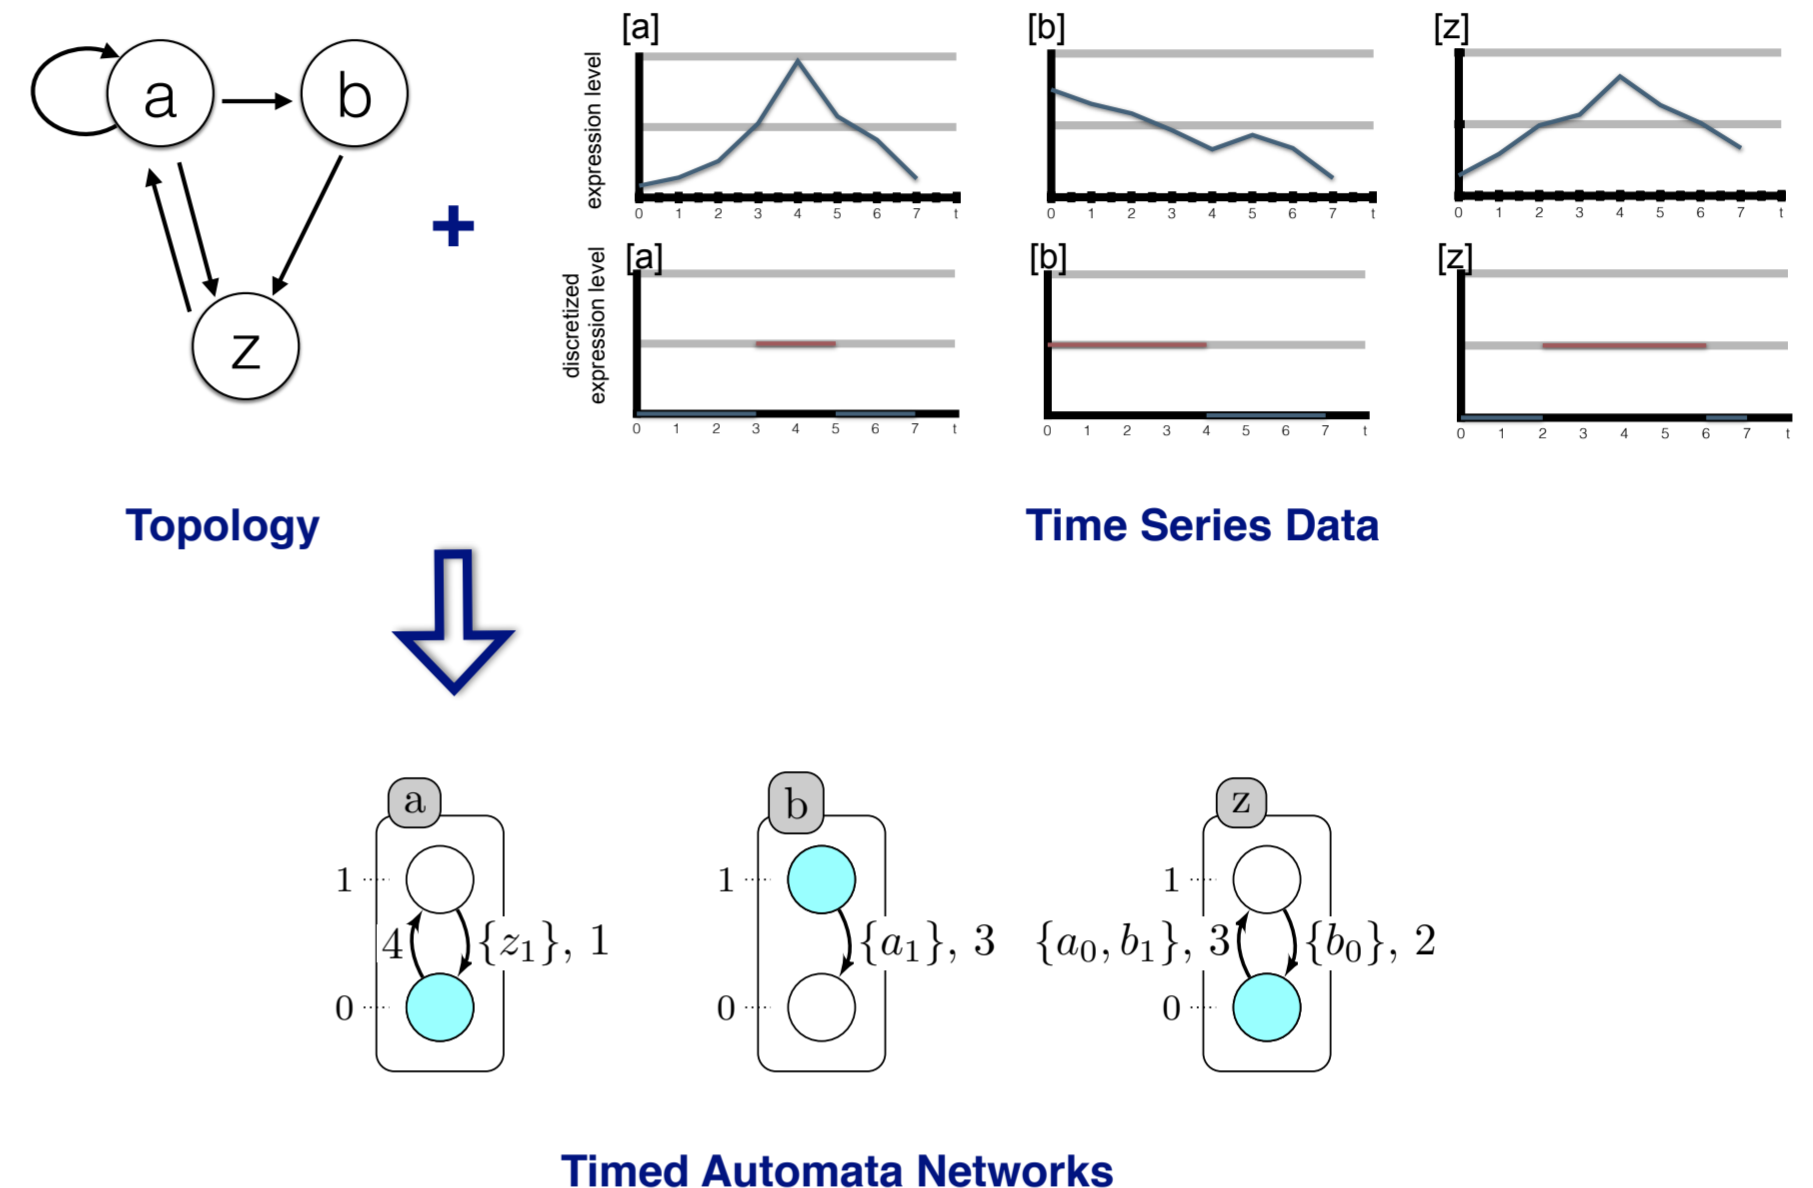 a
b
z
+
[a]
[b]
[z]
expression level
0 1 2 3 4 5 6 7 t
0 1 2 3 4 5 6 7 t
0 1 2 3 4 5 6 7 t
[a]
[b]
[z]
discretized
expression level
0 1 2 3 4 5 6 7 t
0 1 2 3 4 5 6 7 t
0 1 2 3 4 5 6 7 t
Topology
Time Series Data
a
b
z
1
1
1
4
{z₁}, 1
{a₁}, 3
{a₀, b₁}, 3
{b₀}, 2
0
0
0
Timed Automata Networks